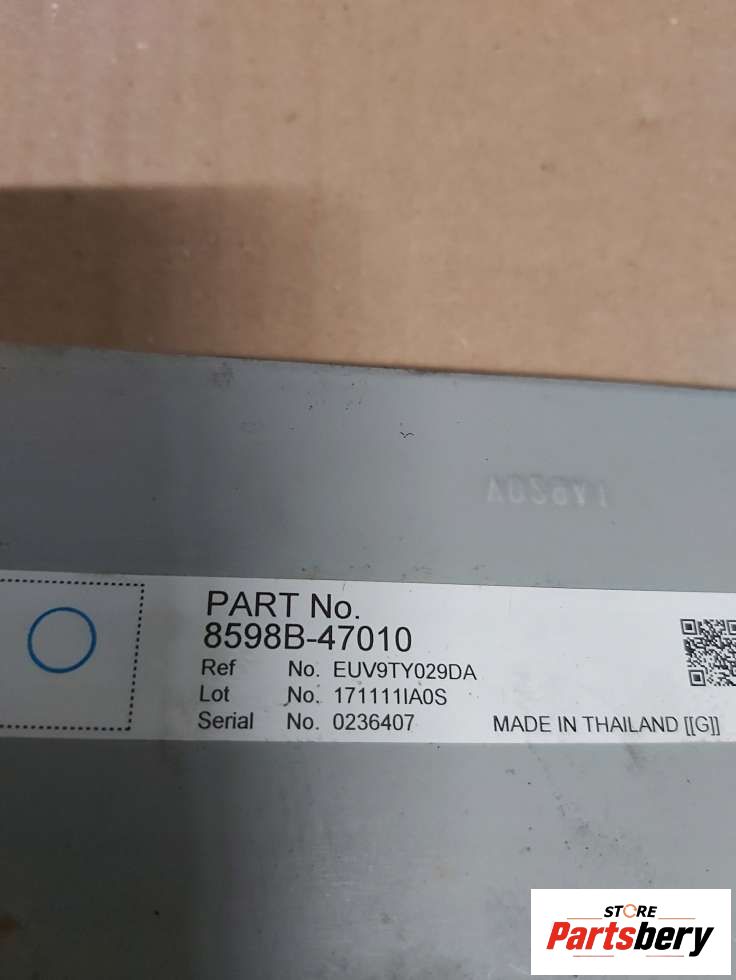 PART No.
8598B-47010
Ref No. EUV9TY029DA
Lot No. 171111IA0S
Serial No. 0236407 MADE IN THAILAND [[G]]
STORE
Partsbery